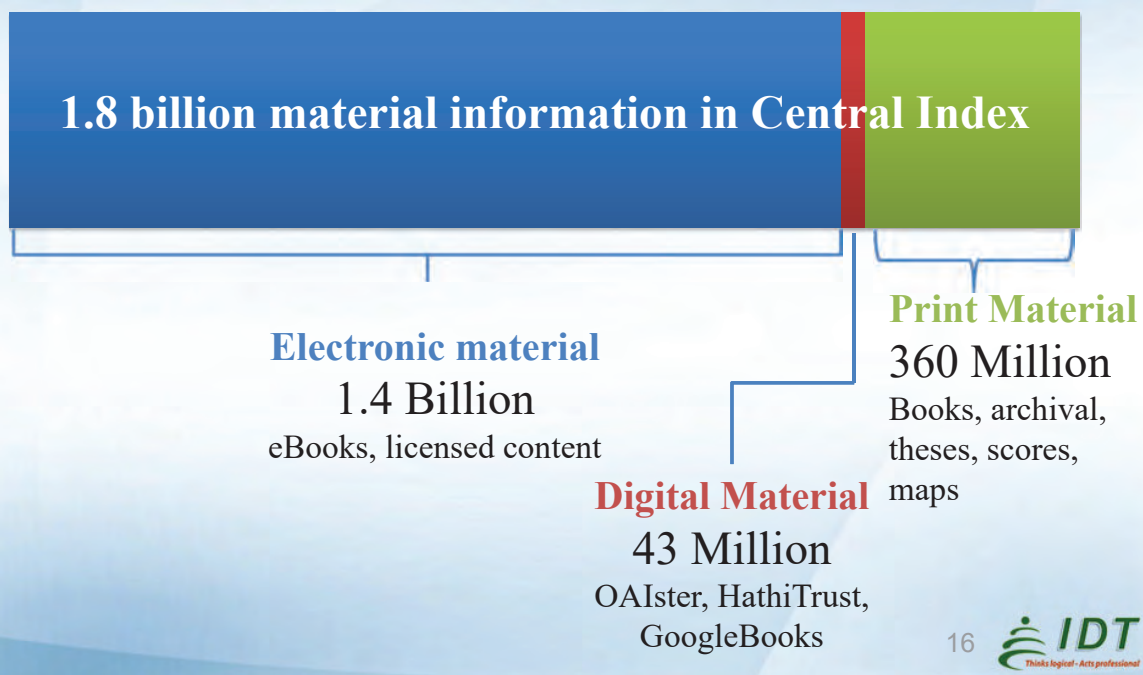 1.8 billion material information in Central Index
Electronic material
1.4 Billion
eBooks, licensed content
Digital Material
43 Million
OAIster, HathiTrust,
GoogleBooks
Print Material
360 Million
Books, archival,
theses, scores,
maps
16
IDT
Thinks logical - Acts professional